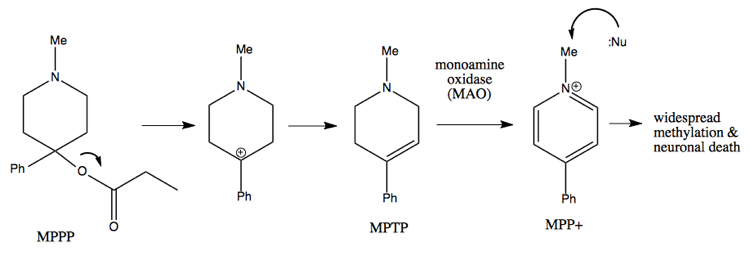 Me
N
Ph
O
O
MPPP
Me
N
⊕
Ph
Me
N
Ph
MPTP
monoamine
oxidase
(MAO)
:Nu
Me
N⊕
Ph
MPP+
widespread
methylation &
neuronal death